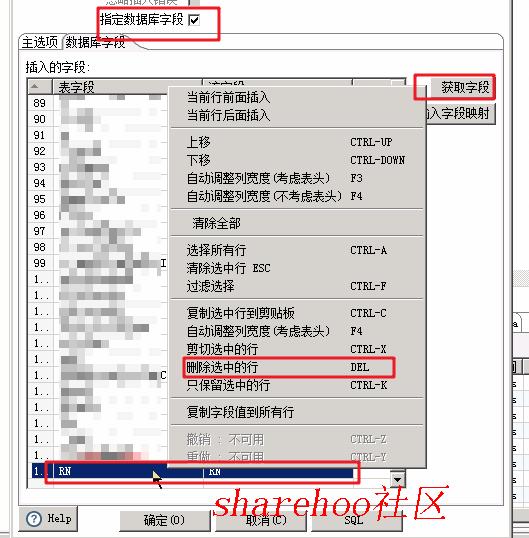 指定数据库字段
主选项 数据库字段
插入的字段:
获取字段
表字段
当前行前面插入
当前行后面插入
上移 CTRL-UP
下移 CTRL-DOWN
自动调整列宽度(考虑表头) F3
自动调整列宽度(不考虑表头) F4
清除全部
选择所有行 CTRL-A
清除选中行 ESC
过滤选择 CTRL-F
复制选中行到剪贴板 CTRL-C
自动调整列宽度(考虑表头) F4
剪切选中的行 CTRL-X
删除选中的行 DEL
只保留选中的行 CTRL-K
复制字段值到所有行
撤销 : 不可用 CTRL-Z
重做 : 不可用 CTRL-Y
入字段映射
89
90
91
92
93
94
95
96
97
98
99
1..
1..
1..
1..
1..
1..
1..
1..
1..
1..
1..
1..
1. RN RN
sharehoo社区
Help 确定(O) 取消(C) SQL